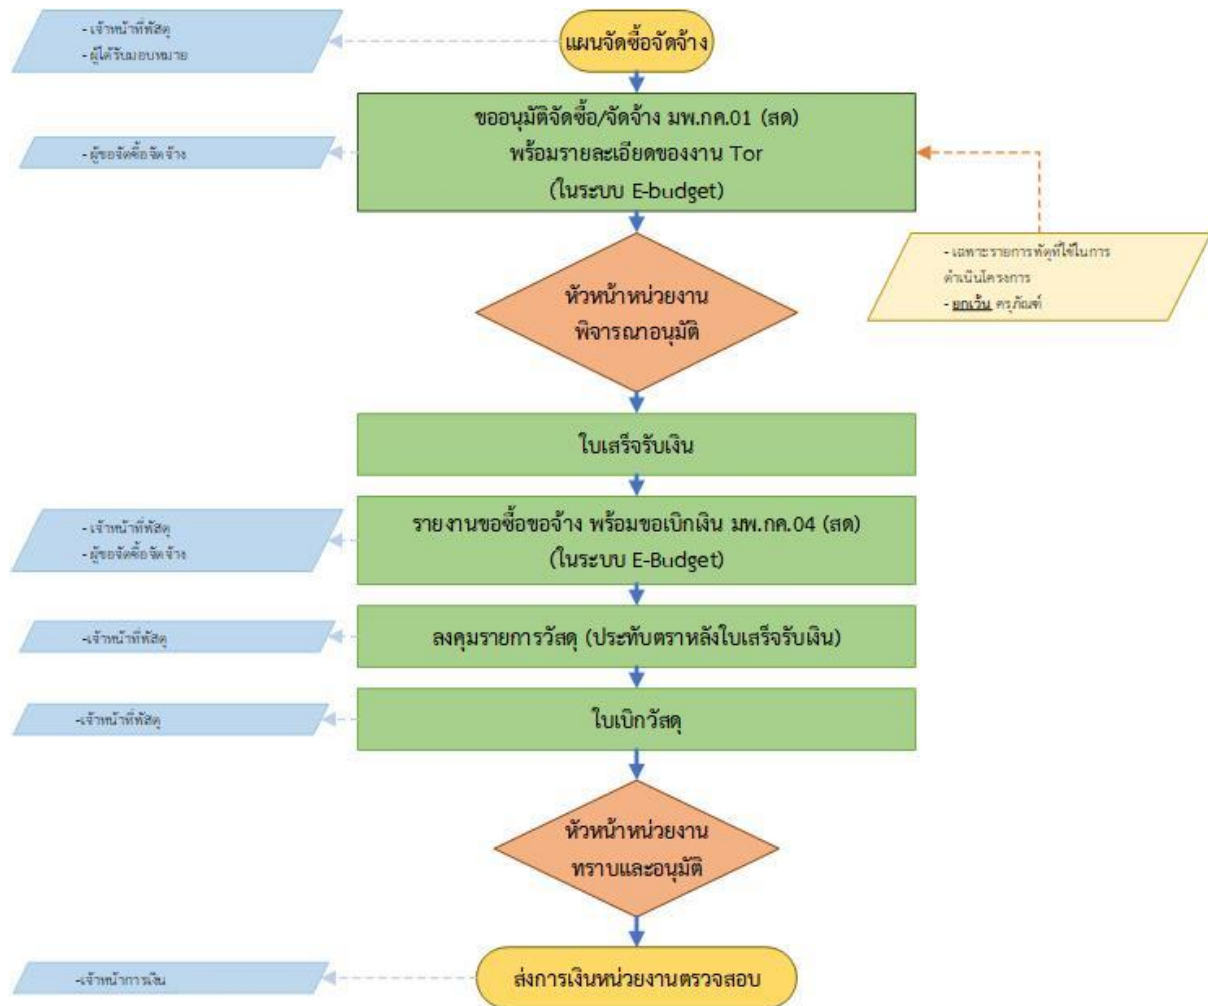 - เจ้าหน้าที่พัสดุ
- ผู้ได้รับมอบหมาย
แผนจัดซื้อจัดจ้าง
ขออนุมัติจัดซื้อ/จัดจ้าง มพ.กค.01 (สด)
พร้อมรายละเอียดของงาน Tor
(ในระบบ E-budget)
- ผู้ขอจัดซื้อจัดจ้าง
- เฉพาะรายการพัดุที่ใช้ในการ
ดำเนินโครงการ
- ยกเว้น ครุภัณฑ์
หัวหน้าหน่วยงาน
พิจารณาอนุมัติ
ใบเสร็จรับเงิน
- เจ้าหน้าที่พัสดุ
- ผู้ขอจัดซื้อจัดจ้าง
รายงานขอซื้อขอจ้าง พร้อมขอเบิกเงิน มพ.กค.04 (สด)
(ในระบบ E-Budget)
-เจ้าหน้าที่พัสดุ
ลงคุมรายการวัสดุ (ประทับตราหลังใบเสร็จรับเงิน)
-เจ้าหน้าที่พัสดุ
ใบเบิกวัสดุ
หัวหน้าหน่วยงาน
ทราบและอนุมัติ
-เจ้าหน้าการเงิน
ส่งการเงินหน่วยงานตรวจสอบ